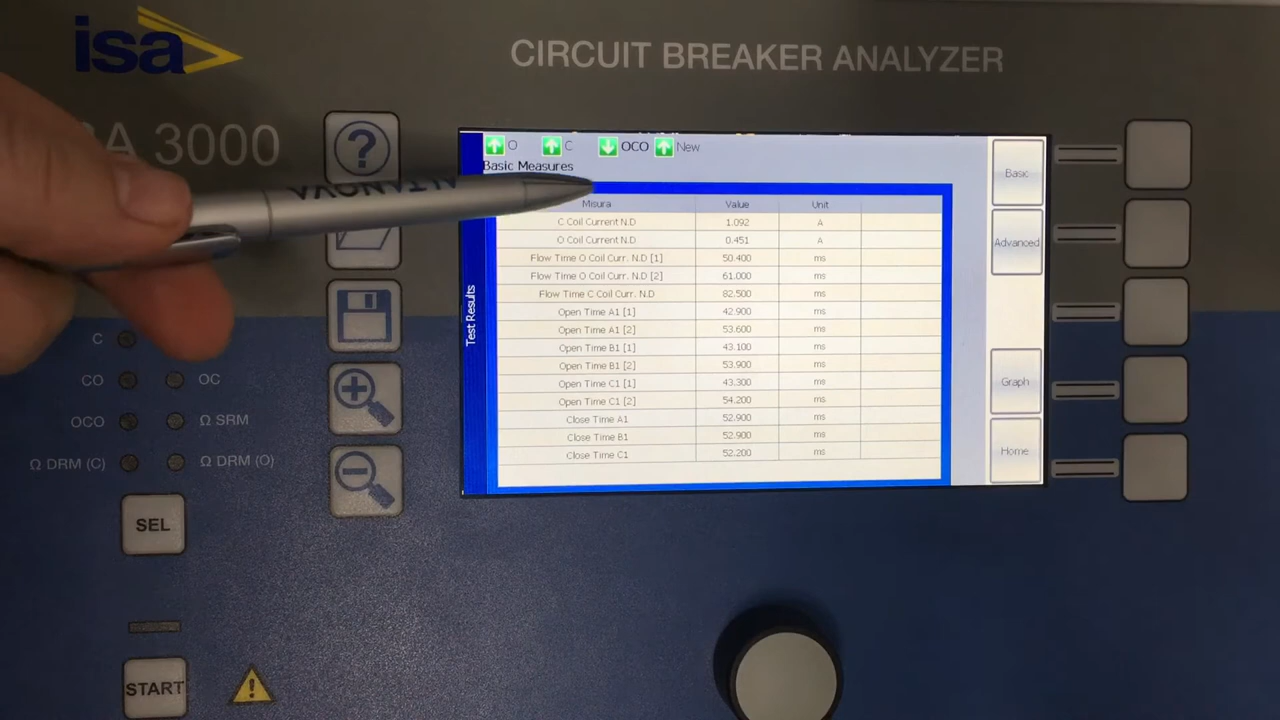 isa
CIRCUIT BREAKER ANALYZER
A 3000
?
O C OCO New
Basic Measures
Misura Value Unit
C Coil Current N.D 1.092 A
O Coil Current N.D 0.451 A
Flow Time O Coil Curr. N.D [1] 50.400 ms
Flow Time O Coil Curr. N.D [2] 61.000 ms
Flow Time C Coil Curr. N.D 82.500 ms
Open Time A1 [1] 42.900 ms
Open Time A1 [2] 53.600 ms
Open Time B1 [1] 43.100 ms
Open Time B1 [2] 53.900 ms
Open Time C1 [1] 43.300 ms
Open Time C1 [2] 54.200 ms
Close Time A1 52.900 ms
Close Time B1 52.900 ms
Close Time C1 52.200 ms
Test Results
Basic
Advanced
Graph
Home
C
CO OC
OCO Ω SRM
Ω DRM (C) Ω DRM (O)
SEL
START